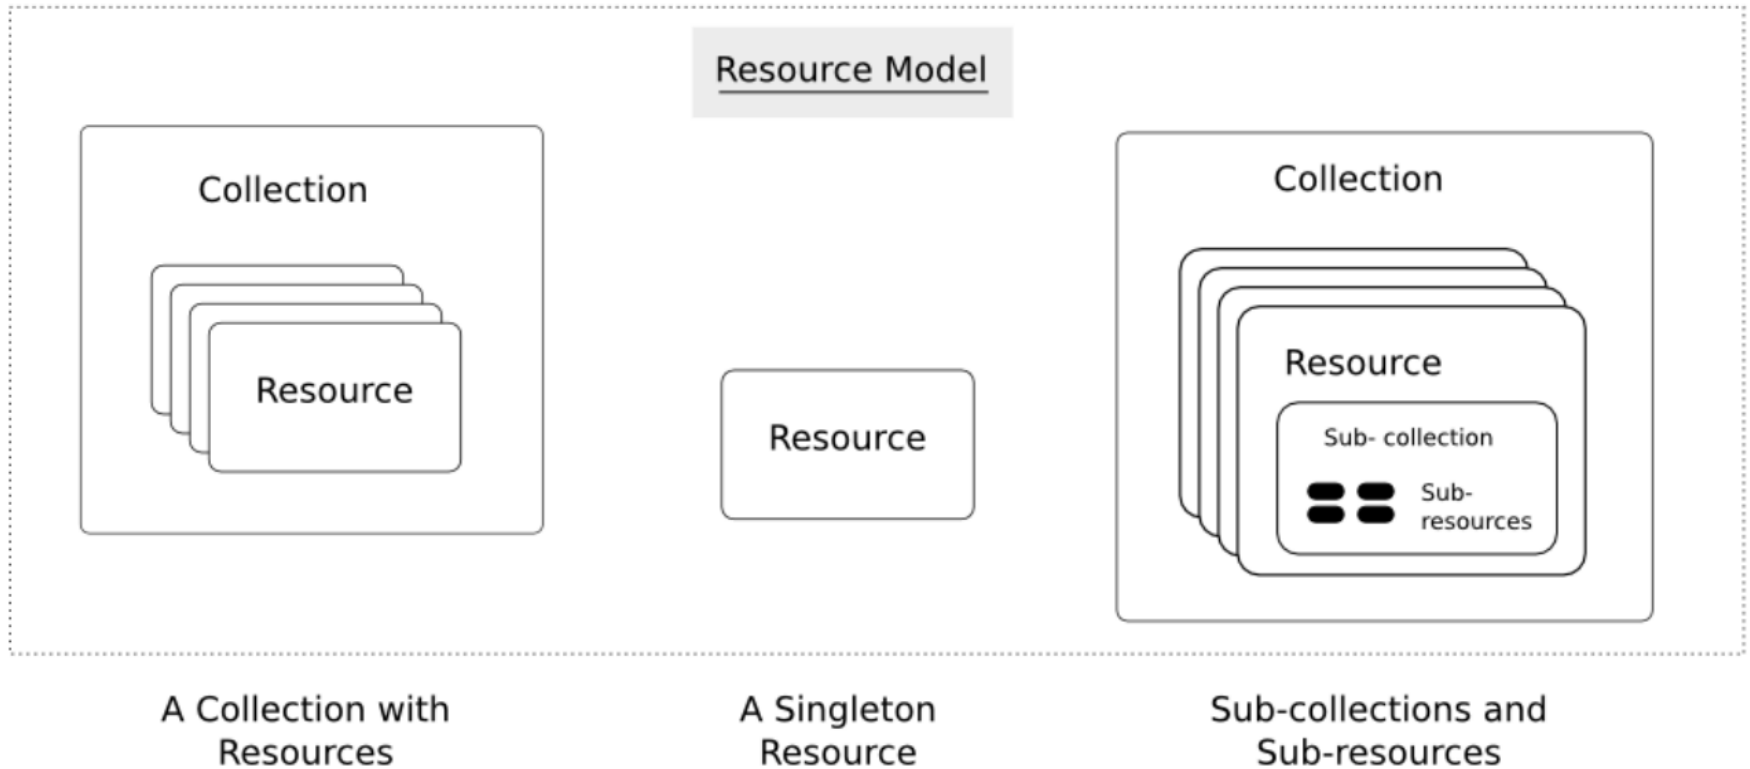 Resource Model
Collection
Resource
Resource
Collection
Resource
Sub- collection
Sub-
resources
A Collection with
Resources
A Singleton
Resource
Sub-collections and
Sub-resources